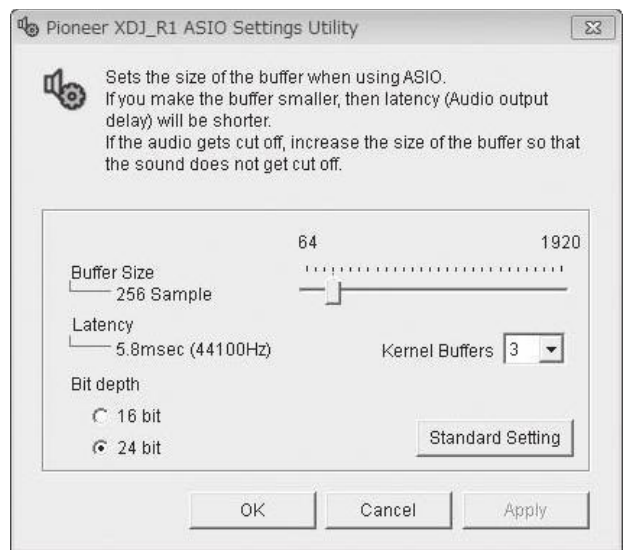 Pioneer XDJ_R1 ASIO Settings Utility
Sets the size of the buffer when using ASIO.
If you make the buffer smaller, then latency (Audio output
delay) will be shorter.
If the audio gets cut off, increase the size of the buffer so that
the sound does not get cut off.
64 1920
Buffer Size
256 Sample
Latency
5.8msec (44100Hz)
Kernel Buffers 3
Bit depth
16 bit
24 bit
Standard Setting
OK Cancel Apply